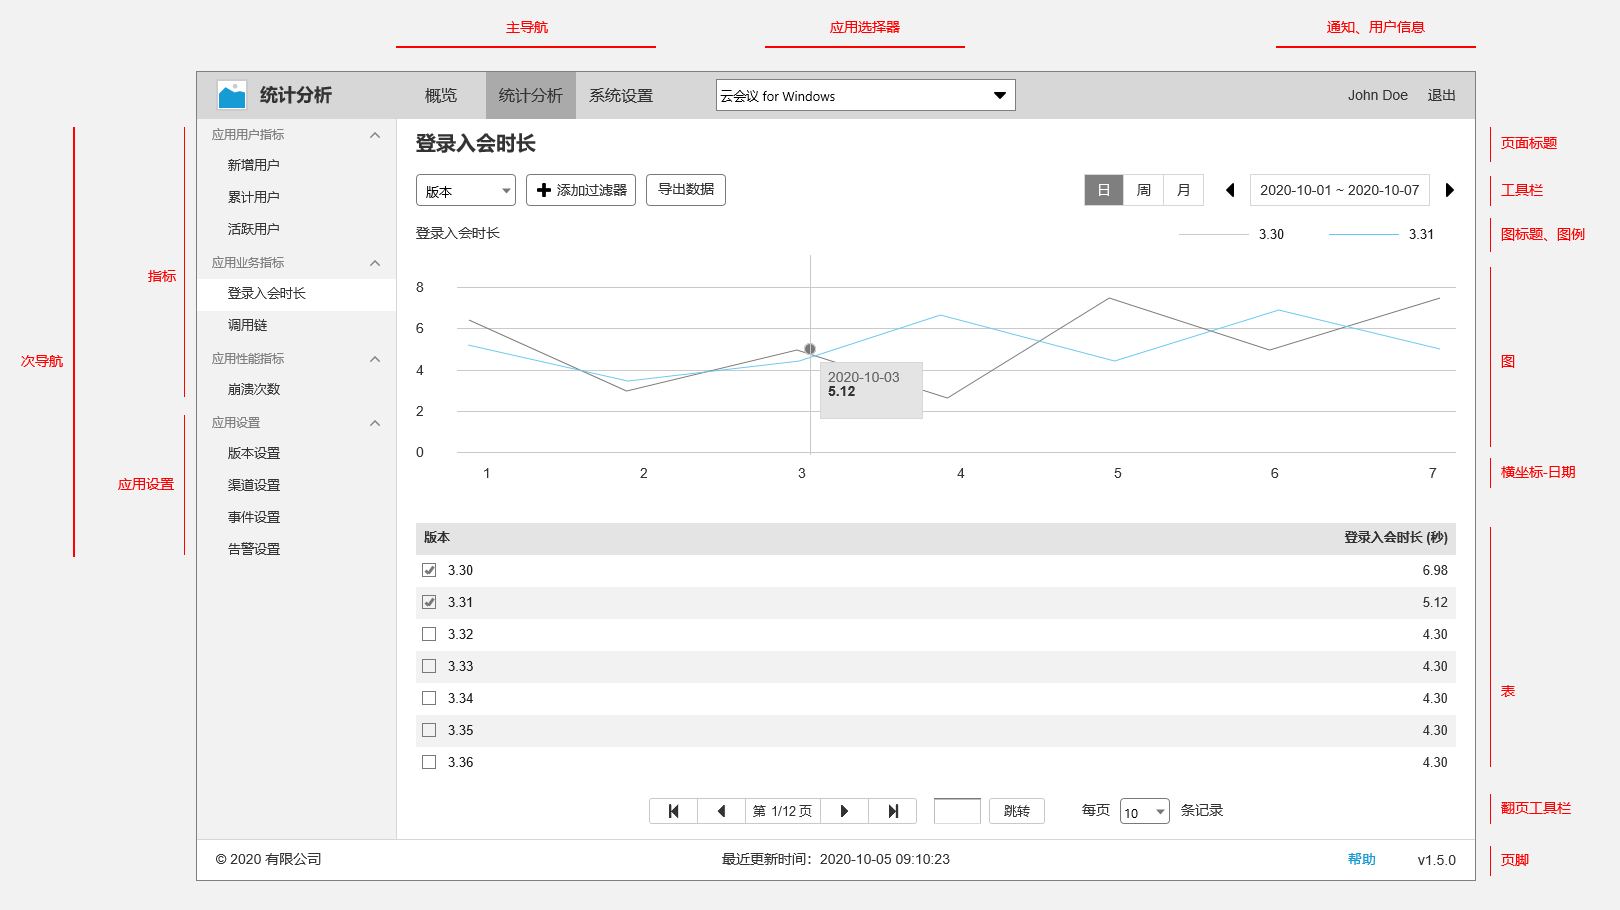 主导航
应用选择器
通知、用户信息
统计分析
概览
统计分析
系统设置
云会议 for Windows
John Doe
退出
次导航
指标
应用设置
应用用户指标
新增用户
累计用户
活跃用户
应用业务指标
登录入会时长
调用链
应用性能指标
崩溃次数
应用设置
版本设置
渠道设置
事件设置
告警设置
登录入会时长
页面标题
版本
添加过滤器
导出数据
日
周
月
2020-10-01 ~ 2020-10-07
工具栏
登录入会时长
3.30
3.31
图标题、图例
8
6
4
2
0
2020-10-03
5.12
图
1
2
3
4
5
6
7
横坐标-日期
版本
登录入会时长 (秒)
3.30
6.98
3.31
5.12
3.32
4.30
3.33
4.30
3.34
4.30
3.35
4.30
3.36
4.30
表
第 1/12 页
跳转
每页
10
条记录
翻页工具栏
© 2020 有限公司
最近更新时间：2020-10-05 09:10:23
帮助
v1.5.0
页脚